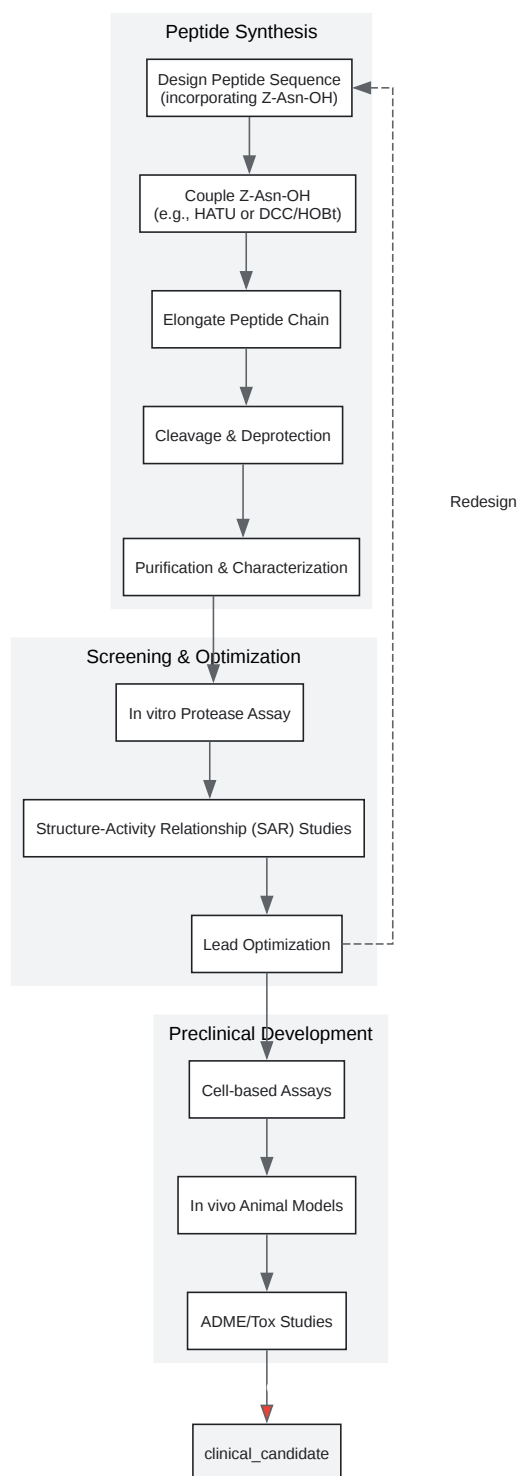 Peptide Synthesis
Design Peptide Sequence
(incorporating Z-Asn-OH)
Couple Z-Asn-OH
(e.g., HATU or DCC/HOBt)
Elongate Peptide Chain
Cleavage & Deprotection
Redesign
Purification & Characterization
Screening & Optimization
In vitro Protease Assay
Structure-Activity Relationship (SAR) Studies
Lead Optimization
Preclinical Development
Cell-based Assays
In vivo Animal Models
ADME/Tox Studies
clinical_candidate